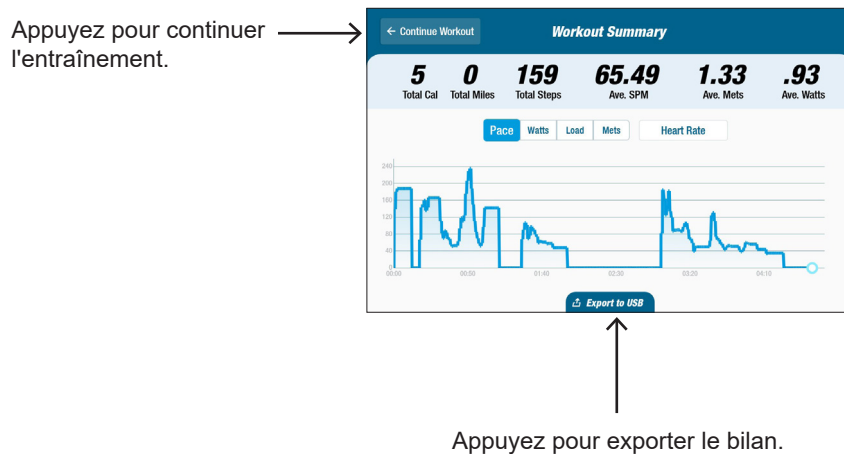 Appuyez pour continuer
l'entraînement.
← Continue Workout
Workout Summary
5 0 159 65.49 1.33 .93
Total Cal Total Miles Total Steps Ave. SPM Ave. Mets Ave. Watts
Pace Watts Load Mets Heart Rate
240
200
160
120
80
40
0
00:00 00:50 01:40 02:30 03:20 04:10
Export to USB
Appuyez pour exporter le bilan.